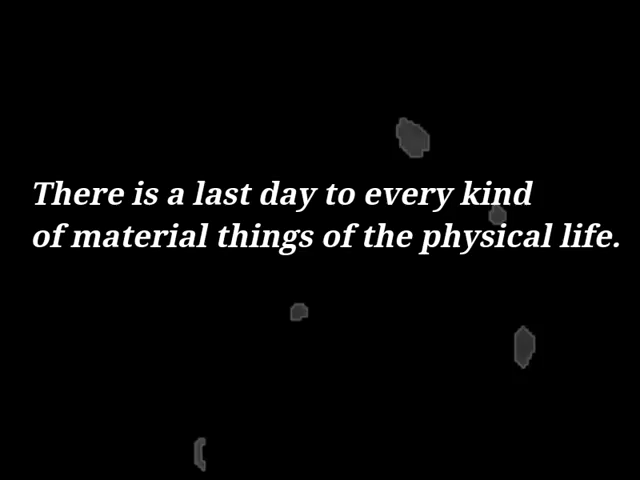 There is a last day to every kind
of material things of the physical life.